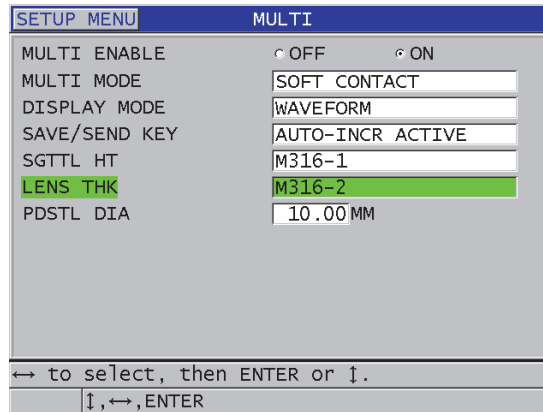 SETUP MENU MULTI
MULTI ENABLE OFF ON
MULTI MODE SOFT CONTACT
DISPLAY MODE WAVEFORM
SAVE/SEND KEY AUTO-INCR ACTIVE
SGTTL HT M316-1
LENS THK M316-2
PDSTL DIA 10.00 MM
↔ to select, then ENTER or ↕.
↕,↔,ENTER